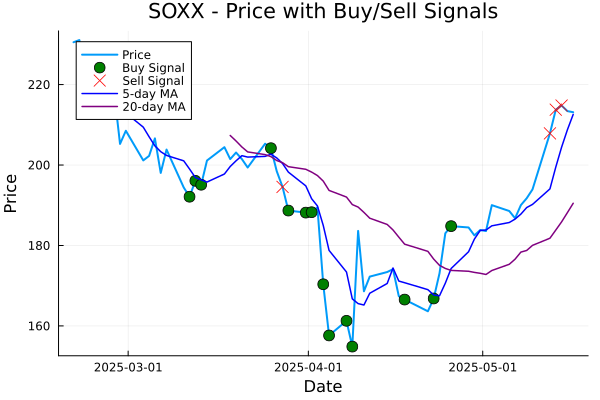 SOXX - Price with Buy/Sell Signals
Price
Buy Signal
Sell Signal
5-day MA
20-day MA
220
200
180
160
Price
2025-03-01
2025-04-01
2025-05-01
Date